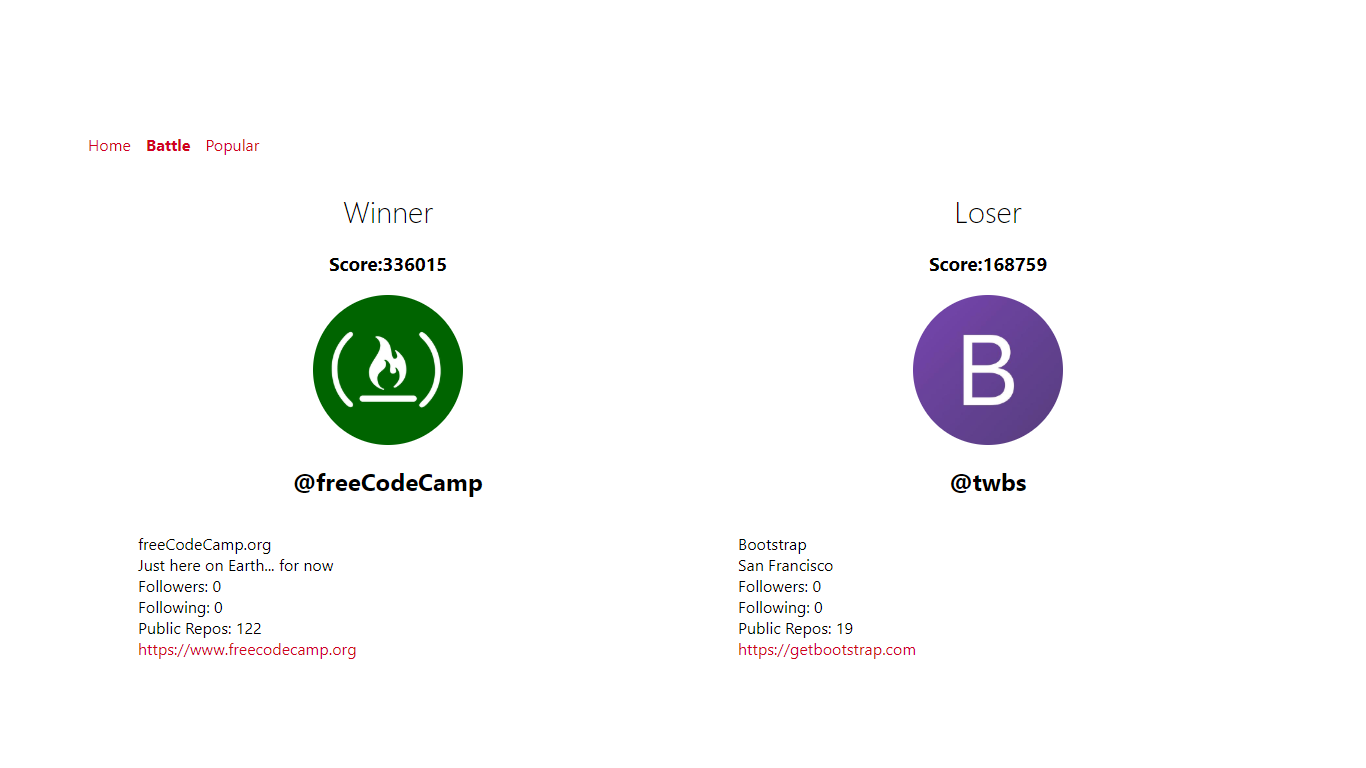 Home Battle Popular
Winner
Score:336015
@freeCodeCamp
freeCodeCamp.org
Just here on Earth... for now
Followers: 0
Following: 0
Public Repos: 122
https://www.freecodecamp.org
Loser
Score:168759
B
@twbs
Bootstrap
San Francisco
Followers: 0
Following: 0
Public Repos: 19
https://getbootstrap.com